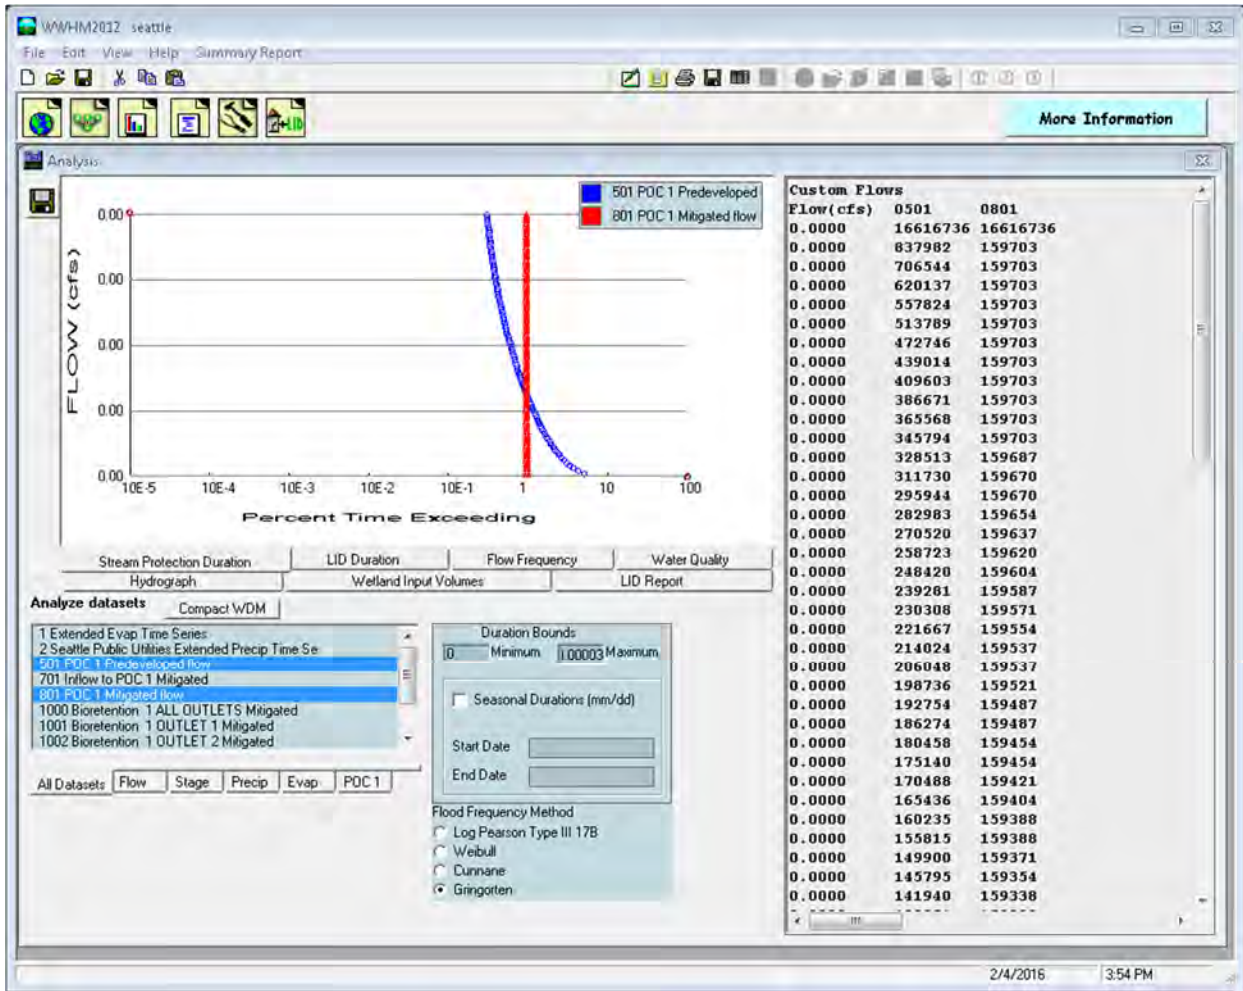 WWHM2012 seattle
File Edit View Help Summary Report
More Information
Analysis
501 POC 1 Predeveloped
801 POC 1 Mitigated flow
FLOW (cfs)
0.00
0.00
0.00
0.00
0.00
10E-5 10E-4 10E-3 10E-2 10E-1 1 10 100
Percent Time Exceeding
Stream Protection Duration LID Duration Flow Frequency Water Quality
Hydrograph Wetland Input Volumes LID Report
Analyze datasets Compact WDM
1 Extended Evap Time Series
2 Seattle Public Utilities Extended Precip Time Se
501 POC 1 Predeveloped flow
701 Inflow to POC 1 Mitigated
801 POC 1 Mitigated flow
1000 Bioretention 1 ALL OUTLETS Mitigated
1001 Bioretention 1 OUTLET 1 Mitigated
1002 Bioretention 1 OUTLET 2 Mitigated
All Datasets Flow Stage Precip Evap POC 1
Duration Bounds
0 Minimum 0.00003 Maximum
Seasonal Durations (mm/dd)
Start Date
End Date
Flood Frequency Method
Log Pearson Type III 17B
Weibull
Cunnane
Gringorten
Custom Flows
Flow(cfs) 0501 0801
0.0000 16616736 16616736
0.0000 837982 159703
0.0000 706544 159703
0.0000 620137 159703
0.0000 557824 159703
0.0000 513789 159703
0.0000 472746 159703
0.0000 439014 159703
0.0000 409603 159703
0.0000 386671 159703
0.0000 365568 159703
0.0000 345794 159703
0.0000 328513 159687
0.0000 311730 159670
0.0000 295944 159670
0.0000 282983 159654
0.0000 270520 159637
0.0000 258723 159620
0.0000 248420 159604
0.0000 239281 159587
0.0000 230308 159571
0.0000 221667 159554
0.0000 214024 159537
0.0000 206048 159537
0.0000 198736 159521
0.0000 192754 159487
0.0000 186274 159487
0.0000 180458 159454
0.0000 175140 159454
0.0000 170488 159421
0.0000 165436 159404
0.0000 160235 159388
0.0000 155815 159388
0.0000 149900 159371
0.0000 145795 159354
0.0000 141940 159338
2/4/2016 3:54 PM